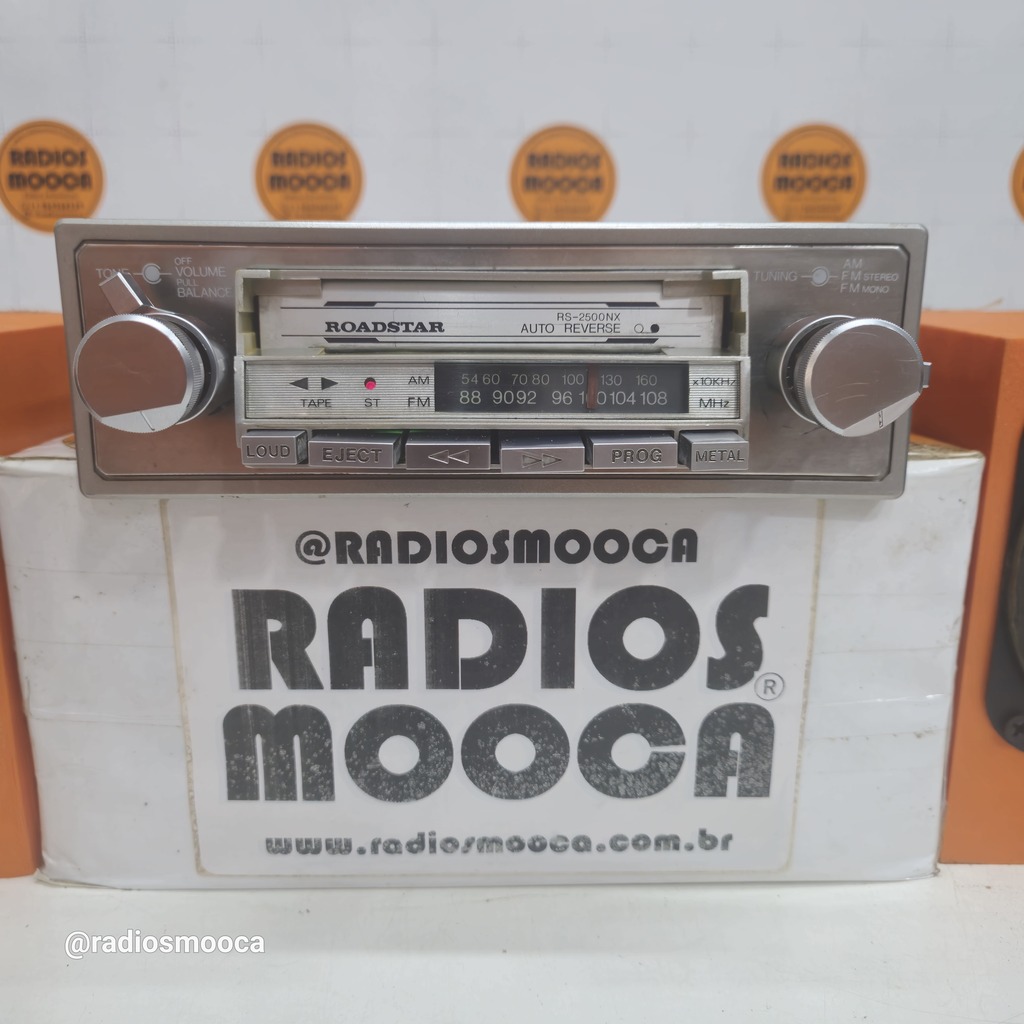 RADIOS
MOOCA
RADIOS
MOOCA
RADIOS
MOOCA
RADIOS
MOOCA
TONE
OFF
VOLUME
PULL
BALANCE
TUNING
AM
FM STEREO
FM MONO
ROADSTAR
RS-2500NX
AUTO REVERSE
◀ ▶
TAPE
ST
AM 54 60 70 80 100 130 160 x10KHz
FM 88 90 92 96 100 104 108 MHz
LOUD EJECT ◁◁ ▷▷ PROG METAL
@RADIOSMOOCA
RADIOS
MOOCA®
www.radiosmooca.com.br
@radiosmooca